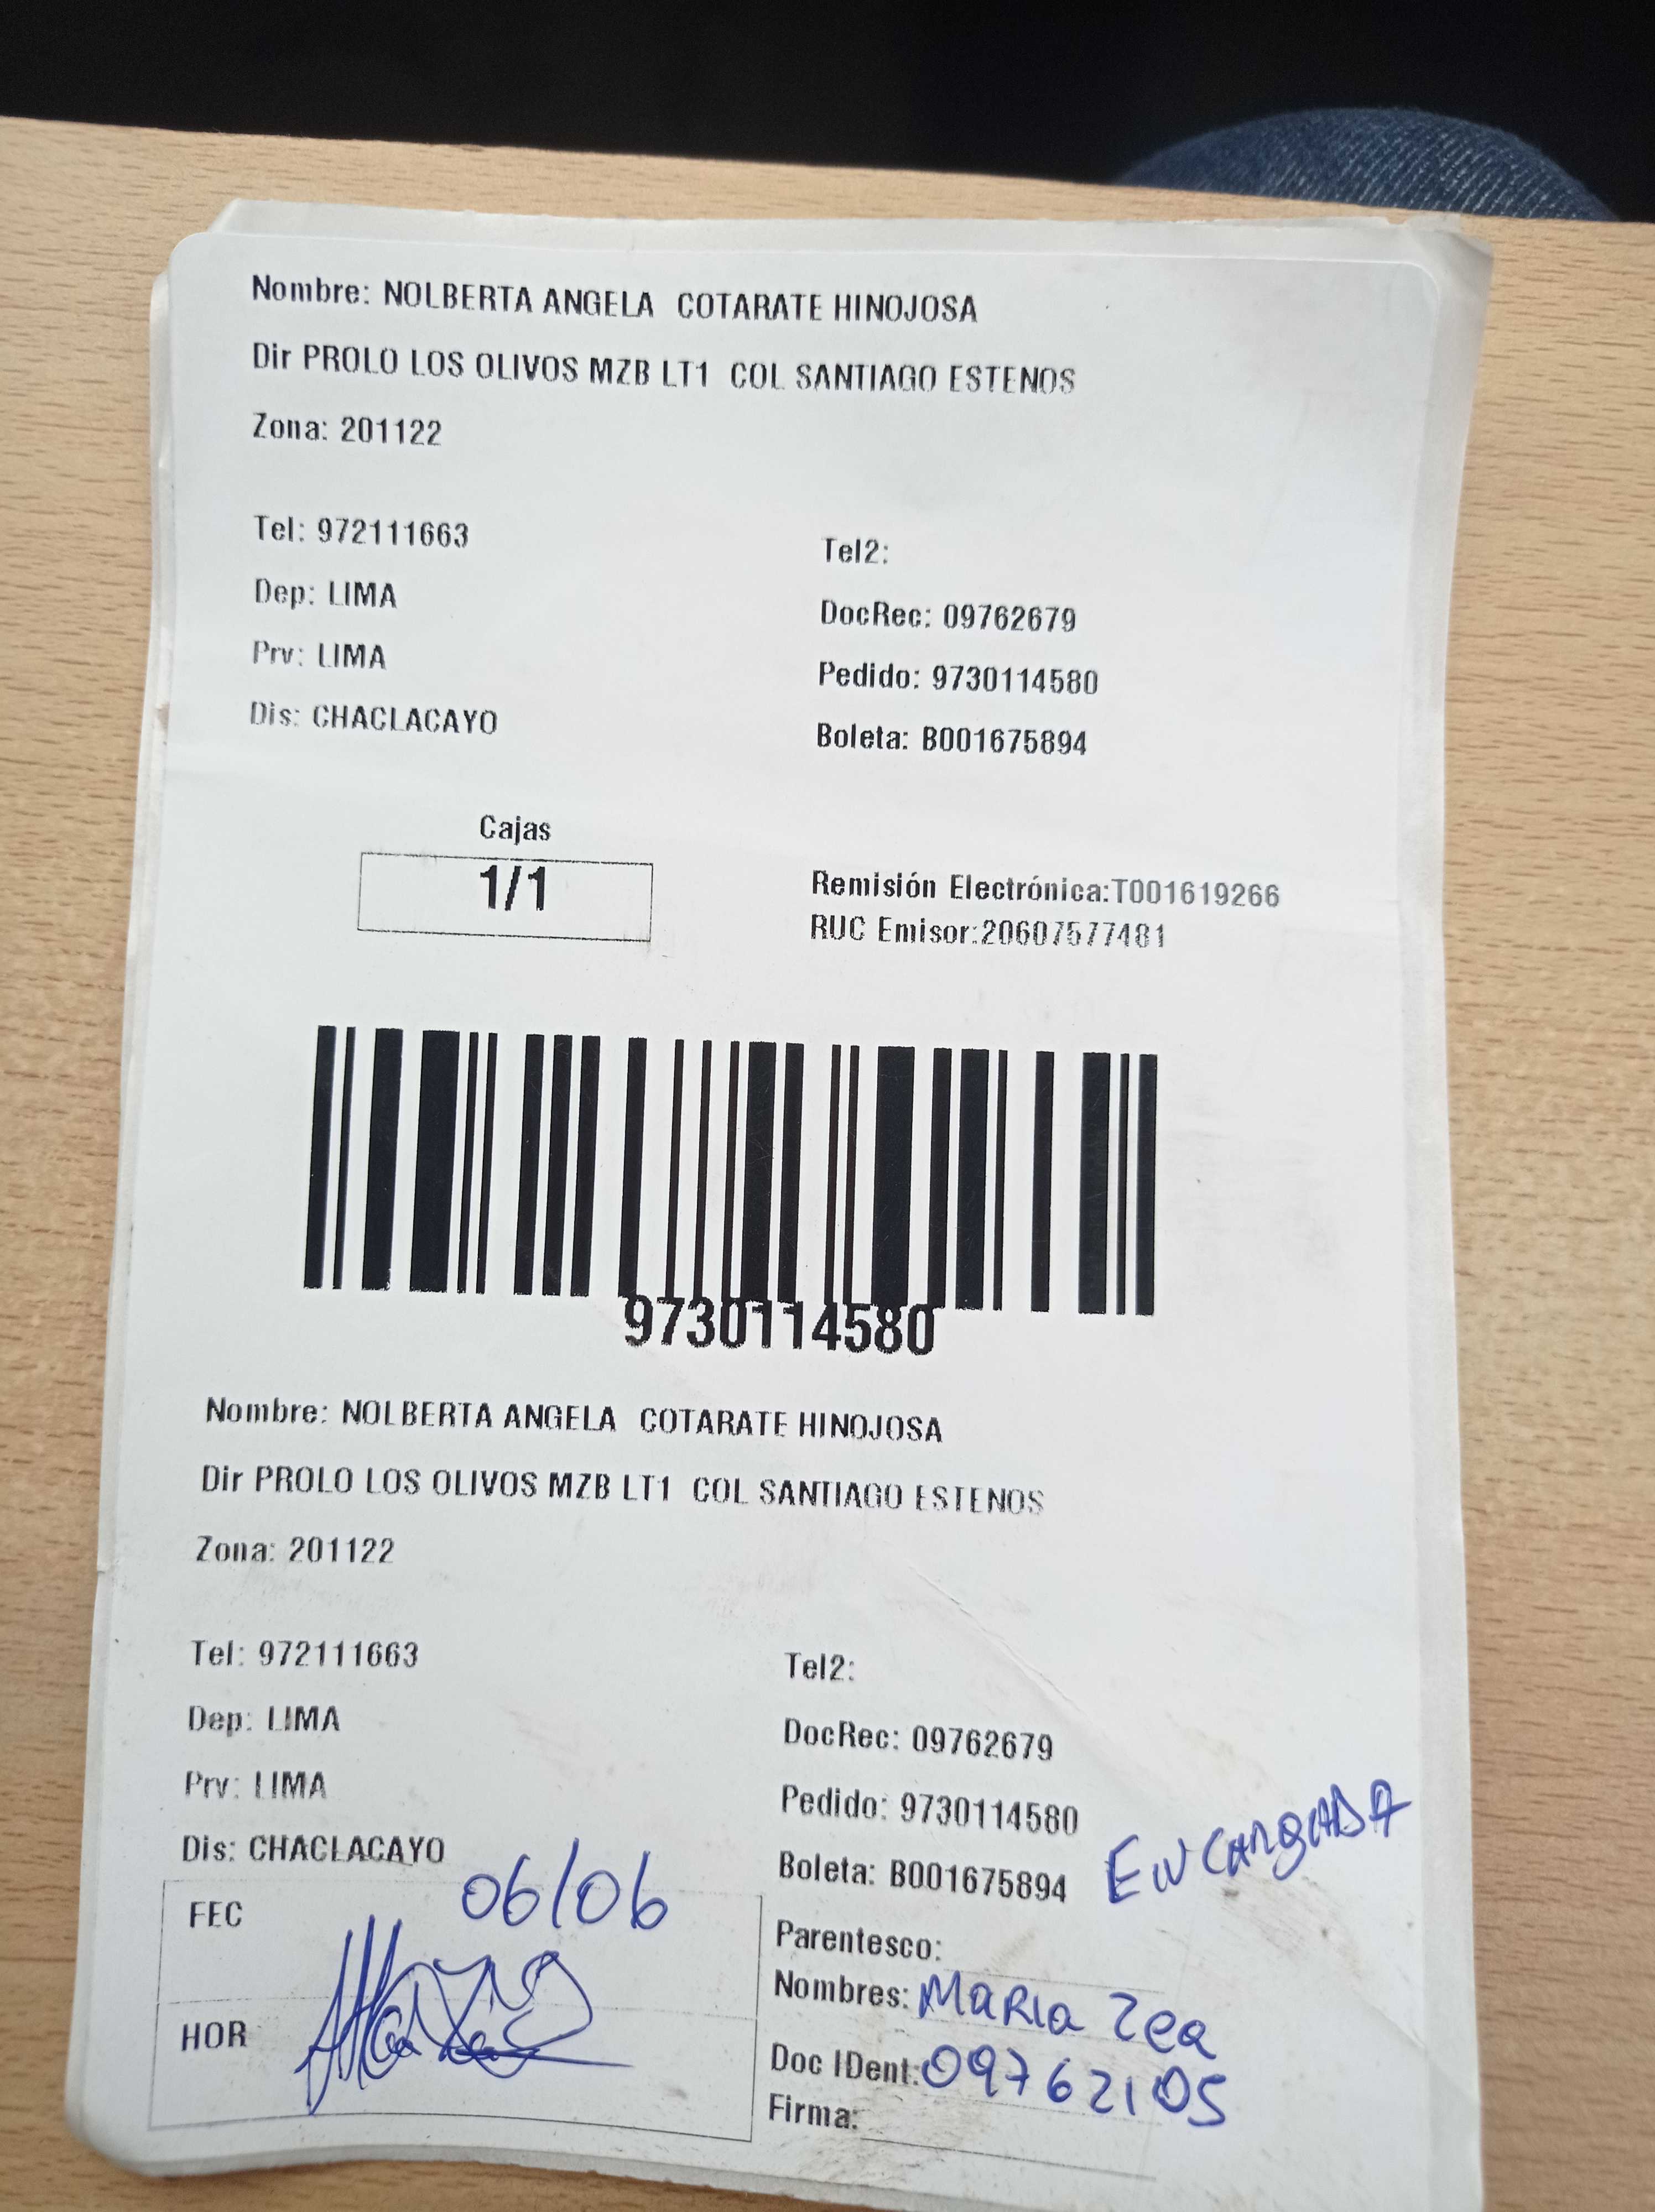 Nombre: NOLBERTA ANGELA COTARATE HINOJOSA
Dir PROLO LOS OLIVOS MZB LT1 COL SANTIAGO ESTENOS
Zona: 201122
Tel: 972111663
Tel2:
Dep: LIMA
DocRec: 09762679
Prv: LIMA
Pedido: 9730114580
Dis: CHACLACAYO
Boleta: B001675894
Cajas
1/1
Remisión Electrónica:T001619266
RUC Emisor:20607577481
9730114580
Nombre: NOLBERTA ANGELA COTARATE HINOJOSA
Dir PROLO LOS OLIVOS MZB LT1 COL SANTIAGO ESTENOS
Zona: 201122
Tel: 972111663
Tel2:
Dep: LIMA
DocRec: 09762679
Prv: LIMA
Pedido: 9730114580
Dis: CHACLACAYO
Boleta: B001675894
ENCARGADA
FEC 06/06
Parentesco:
Nombres: MARIA Zea
HOR
Doc IDent: 09762105
Firma: